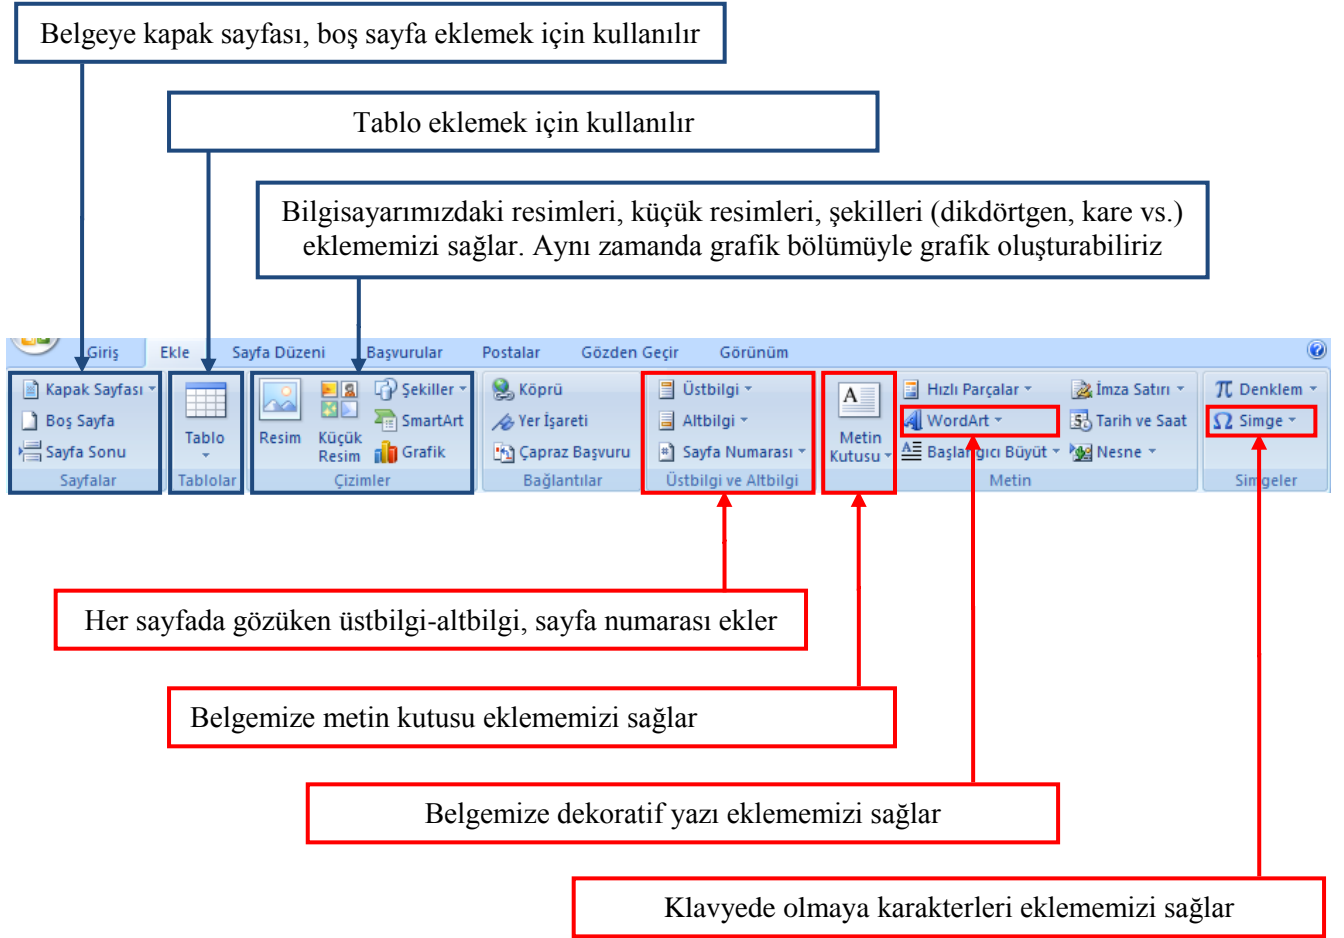 Belgeye kapak sayfası, boş sayfa eklemek için kullanılır
Tablo eklemek için kullanılır
Bilgisayarımızdaki resimleri, küçük resimleri, şekilleri (dikdörtgen, kare vs.)
eklememizi sağlar. Aynı zamanda grafik bölümüyle grafik oluşturabiliriz
Giriş Ekle Sayfa Düzeni Başvurular Postalar Gözden Geçir Görünüm
Kapak Sayfası
Boş Sayfa
Sayfa Sonu
Sayfalar
Tablo
Tablolar
Resim
Küçük
Resim
Şekiller
SmartArt
Grafik
Çizimler
Köprü
Yer İşareti
Çapraz Başvuru
Bağlantılar
Üstbilgi
Altbilgi
Sayfa Numarası
Üstbilgi ve Altbilgi
Metin
Kutusu
Hızlı Parçalar
WordArt
Başlangıcı Büyüt
İmza Satırı
Tarih ve Saat
Nesne
Metin
Denklem
Simge
Simgeler
Her sayfada gözüken üstbilgi-altbilgi, sayfa numarası ekler
Belgemize metin kutusu eklememizi sağlar
Belgemize dekoratif yazı eklememizi sağlar
Klavyede olmaya karakterleri eklememizi sağlar